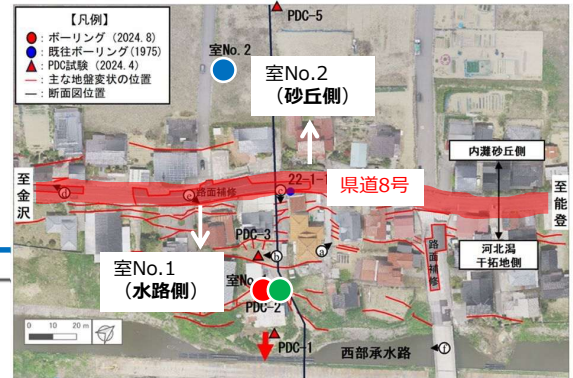 【凡例】
：ボーリング（2024.8）
：既往ボーリング（1975）
：PDC試験（2024.4）
：主な地盤変状の位置
：断面図位置
PDC-5
室No. 2
室No.2
（砂丘側）
内灘砂丘側
至金沢
ⓓ
ⓔ
路面補修
ⓒ
22-1-1
県道8号
至能登
PDC-3
ⓑ
ⓐ
路面補修
河北潟
干拓地側
室No.1
（水路側）
室No.
PDC-2
0 10 20 m
PDC-1
西部承水路
ⓕ